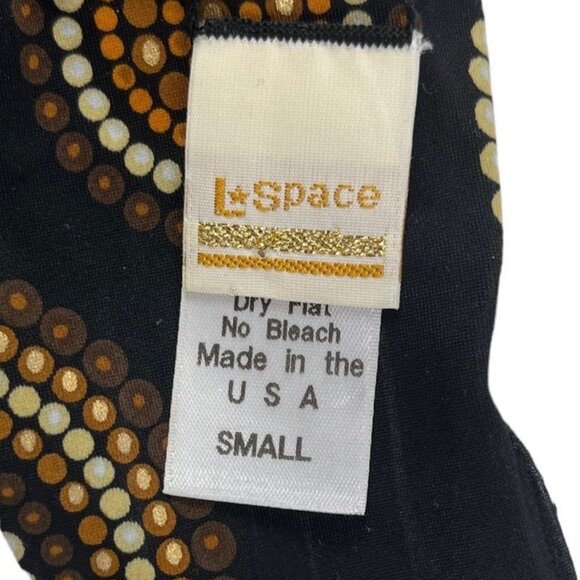 L*Space
Dry Flat
No Bleach
Made in the
U S A
SMALL